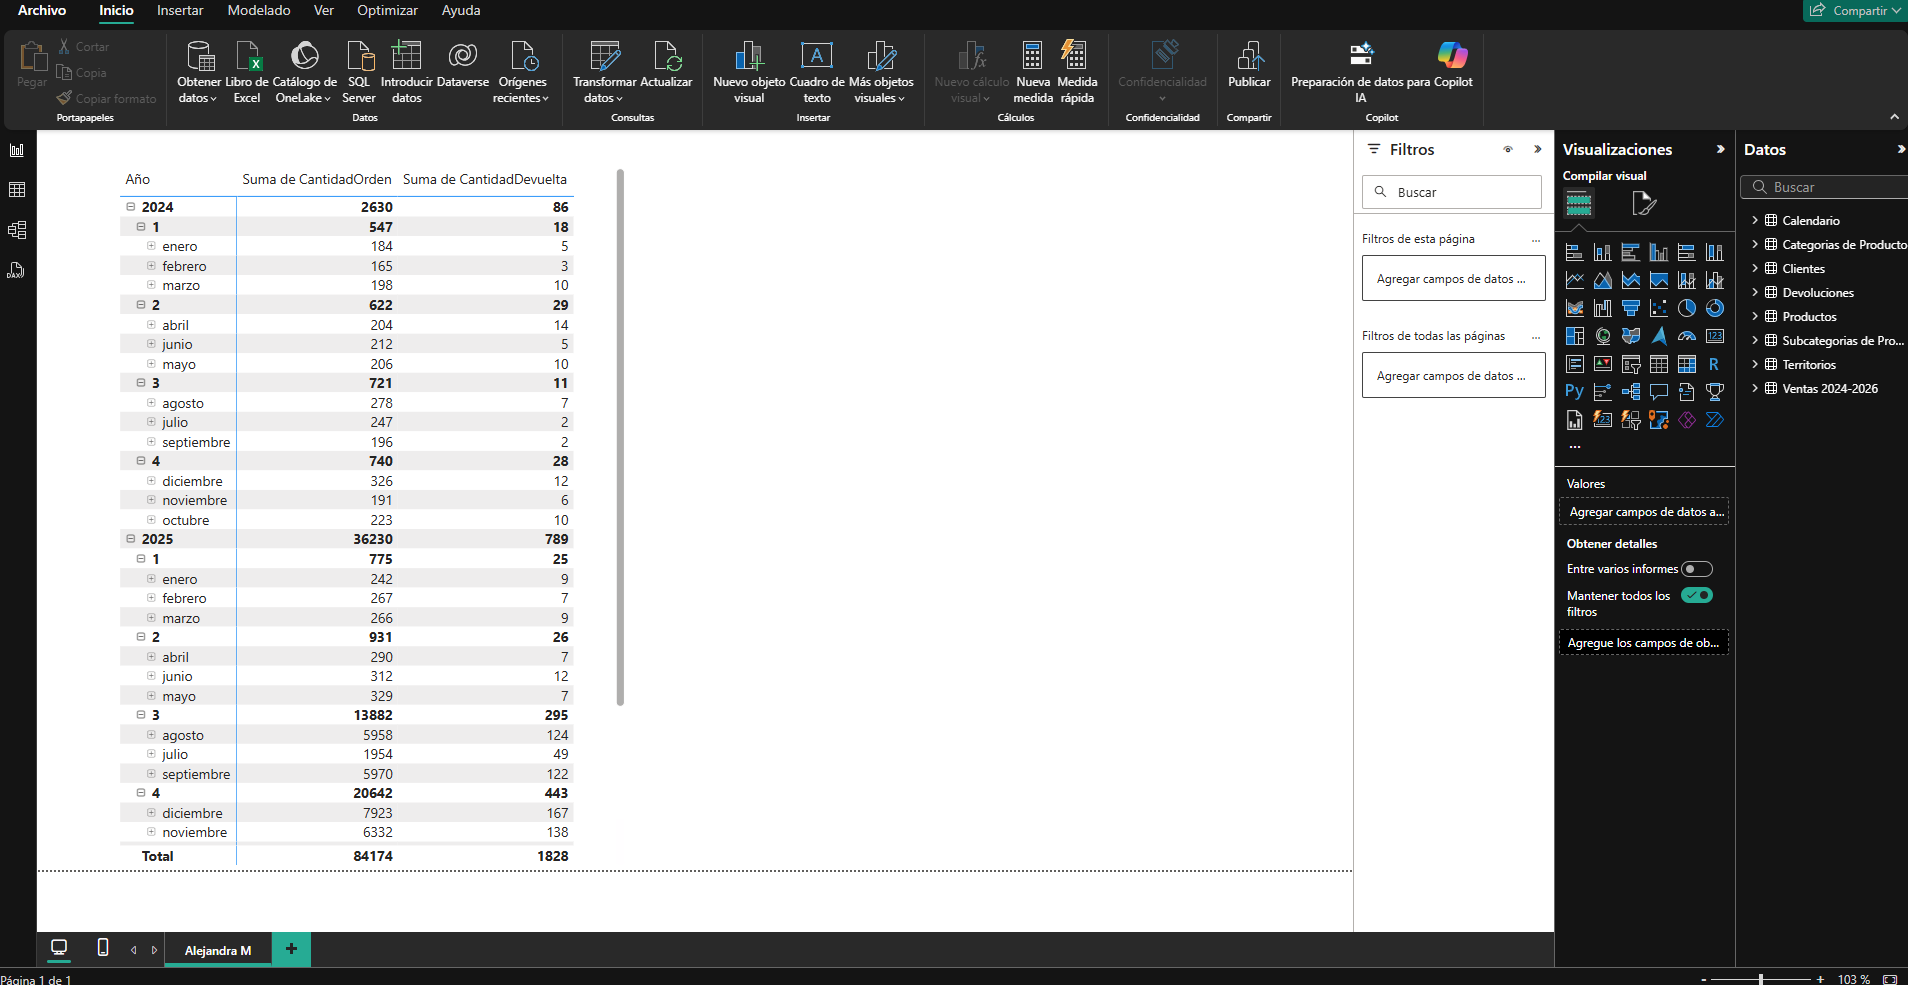 Archivo Inicio Insertar Modelado Ver Optimizar Ayuda Compartir
Pegar
Cortar
Copia
Copiar formato
Portapapeles
Obtener datos
Libro de Excel
Catálogo de OneLake
SQL Server
Introducir datos
Dataverse
Orígenes recientes
Datos
Transformar datos
Actualizar
Consultas
Nuevo objeto visual
Cuadro de texto
Más objetos visuales
Insertar
Nuevo cálculo visual
Nueva medida
Medida rápida
Cálculos
Confidencialidad
Confidencialidad
Publicar
Compartir
Preparación de datos para IA
Copilot
Copilot
Año Suma de CantidadOrden Suma de CantidadDevuelta
2024 2630 86
1 547 18
enero 184 5
febrero 165 3
marzo 198 10
2 622 29
abril 204 14
junio 212 5
mayo 206 10
3 721 11
agosto 278 7
julio 247 2
septiembre 196 2
4 740 28
diciembre 326 12
noviembre 191 6
octubre 223 10
2025 36230 789
1 775 25
enero 242 9
febrero 267 7
marzo 266 9
2 931 26
abril 290 7
junio 312 12
mayo 329 7
3 13882 295
agosto 5958 124
julio 1954 49
septiembre 5970 122
4 20642 443
diciembre 7923 167
noviembre 6332 138
Total 84174 1828
Filtros
Buscar
Filtros de esta página ...
Agregar campos de datos ...
Filtros de todas las páginas ...
Agregar campos de datos ...
Visualizaciones
Compilar visual
123
R
Py
123
...
Valores
Agregar campos de datos a...
Obtener detalles
Entre varios informes
Mantener todos los
filtros
Agregue los campos de ob...
Datos
Buscar
Calendario
Categorias de Producto
Clientes
Devoluciones
Productos
Subcategorias de Pro...
Territorios
Ventas 2024-2026
DAX
Alejandra M +
Página 1 de 1
- + 103 %